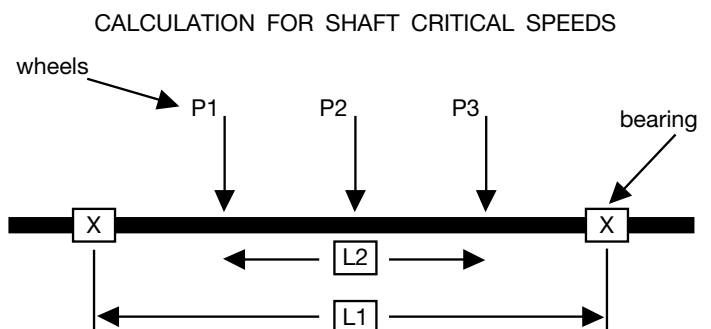 CALCULATION FOR SHAFT CRITICAL SPEEDS
wheels
P1 P2 P3
bearing
X X
L2
L1